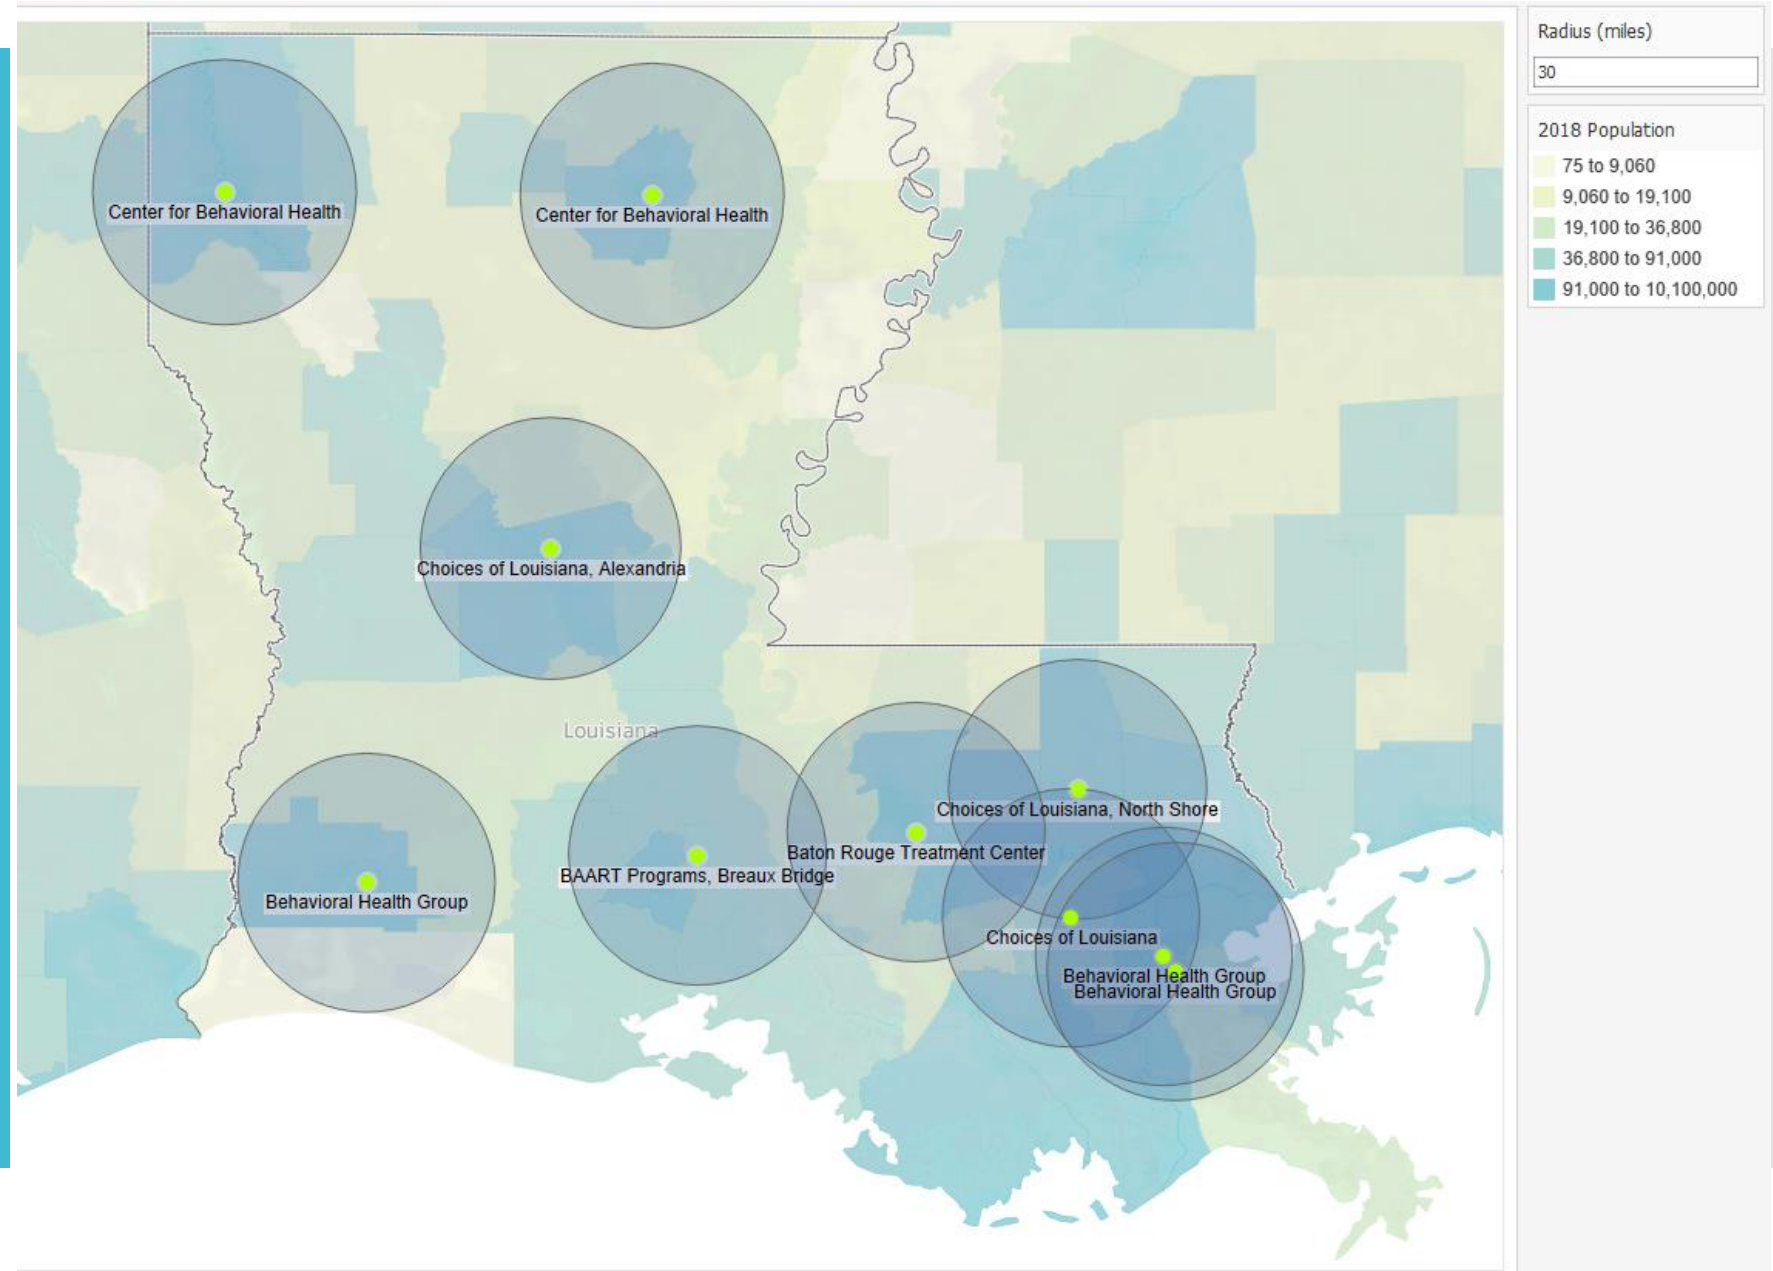 Radius (miles)
30
2018 Population
75 to 9,060
9,060 to 19,100
19,100 to 36,800
36,800 to 91,000
91,000 to 10,100,000
Center for Behavioral Health
Center for Behavioral Health
Choices of Louisiana, Alexandria
Louisiana
Choices of Louisiana, North Shore
Baton Rouge Treatment Center
BAART Programs, Breaux Bridge
Behavioral Health Group
Choices of Louisiana
Behavioral Health Group
Behavioral Health Group